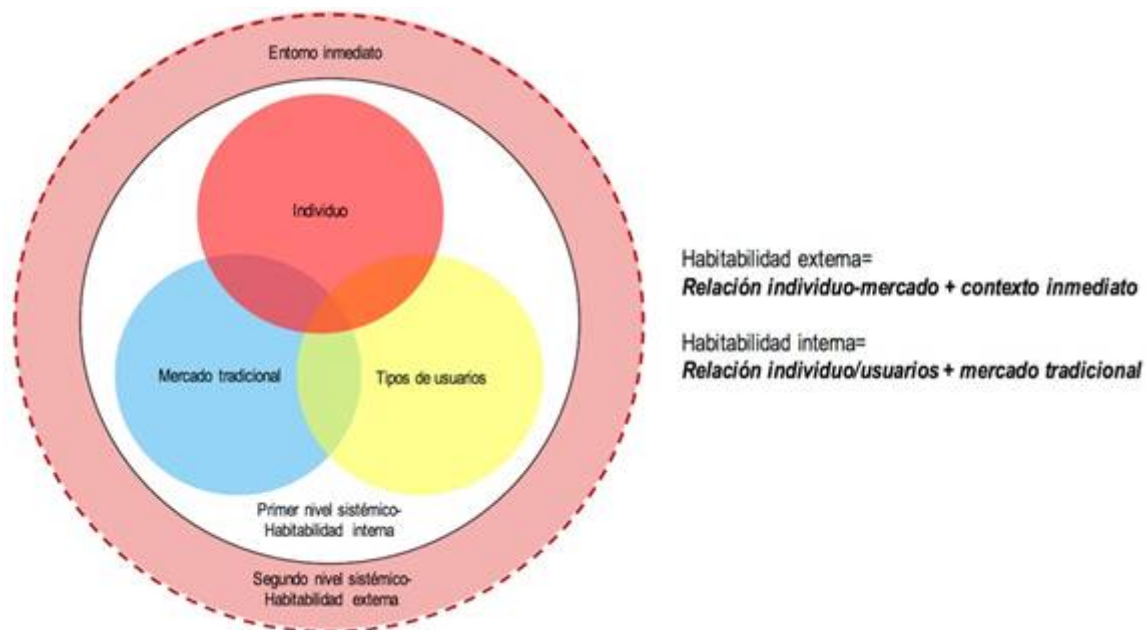 Entorno inmediato
Individuo
Mercado tradicional
Tipos de usuarios
Primer nivel sistémico-
Habitabilidad interna
Segundo nivel sistémico-
Habitabilidad externa
Habitabilidad externa=
Relación individuo-mercado + contexto inmediato
Habitabilidad interna=
Relación individuo/usuarios + mercado tradicional